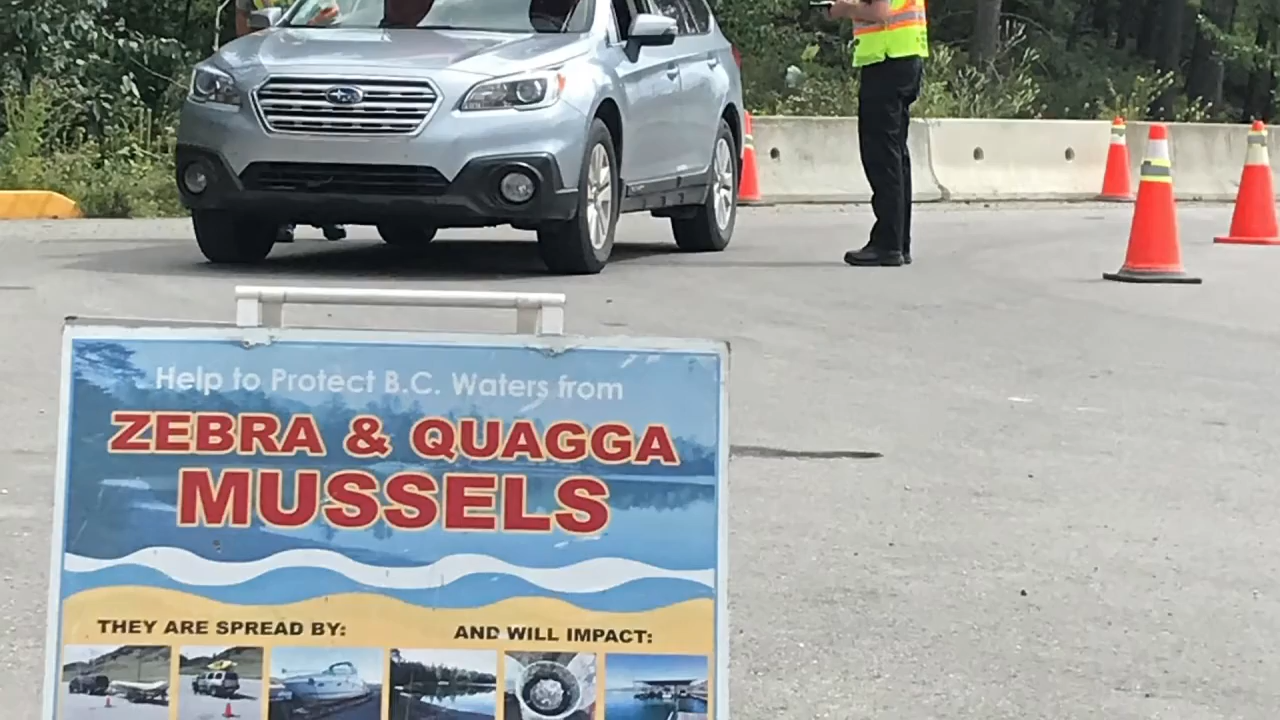 Help to Protect B.C. Waters from
ZEBRA & QUAGGA
MUSSELS
THEY ARE SPREAD BY:
AND WILL IMPACT: